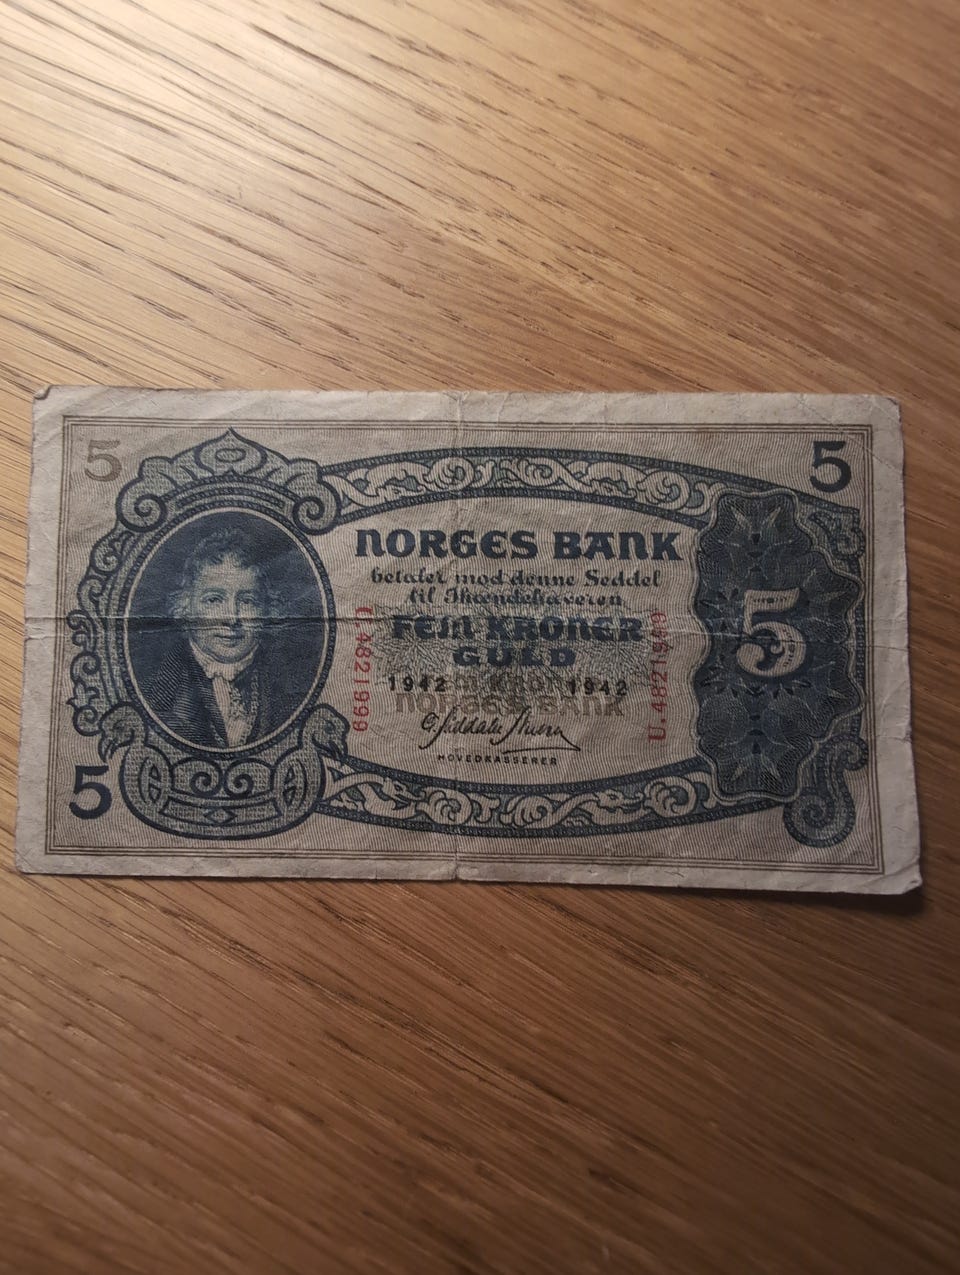 5
5
NORGES BANK
betaler mod denne Seddel
til Ihændehaveren
FEM KRONER
GULD
1942 1942
NORGES BANK
HOVEDKASSERER
U.4821999
U.4821999
5
5